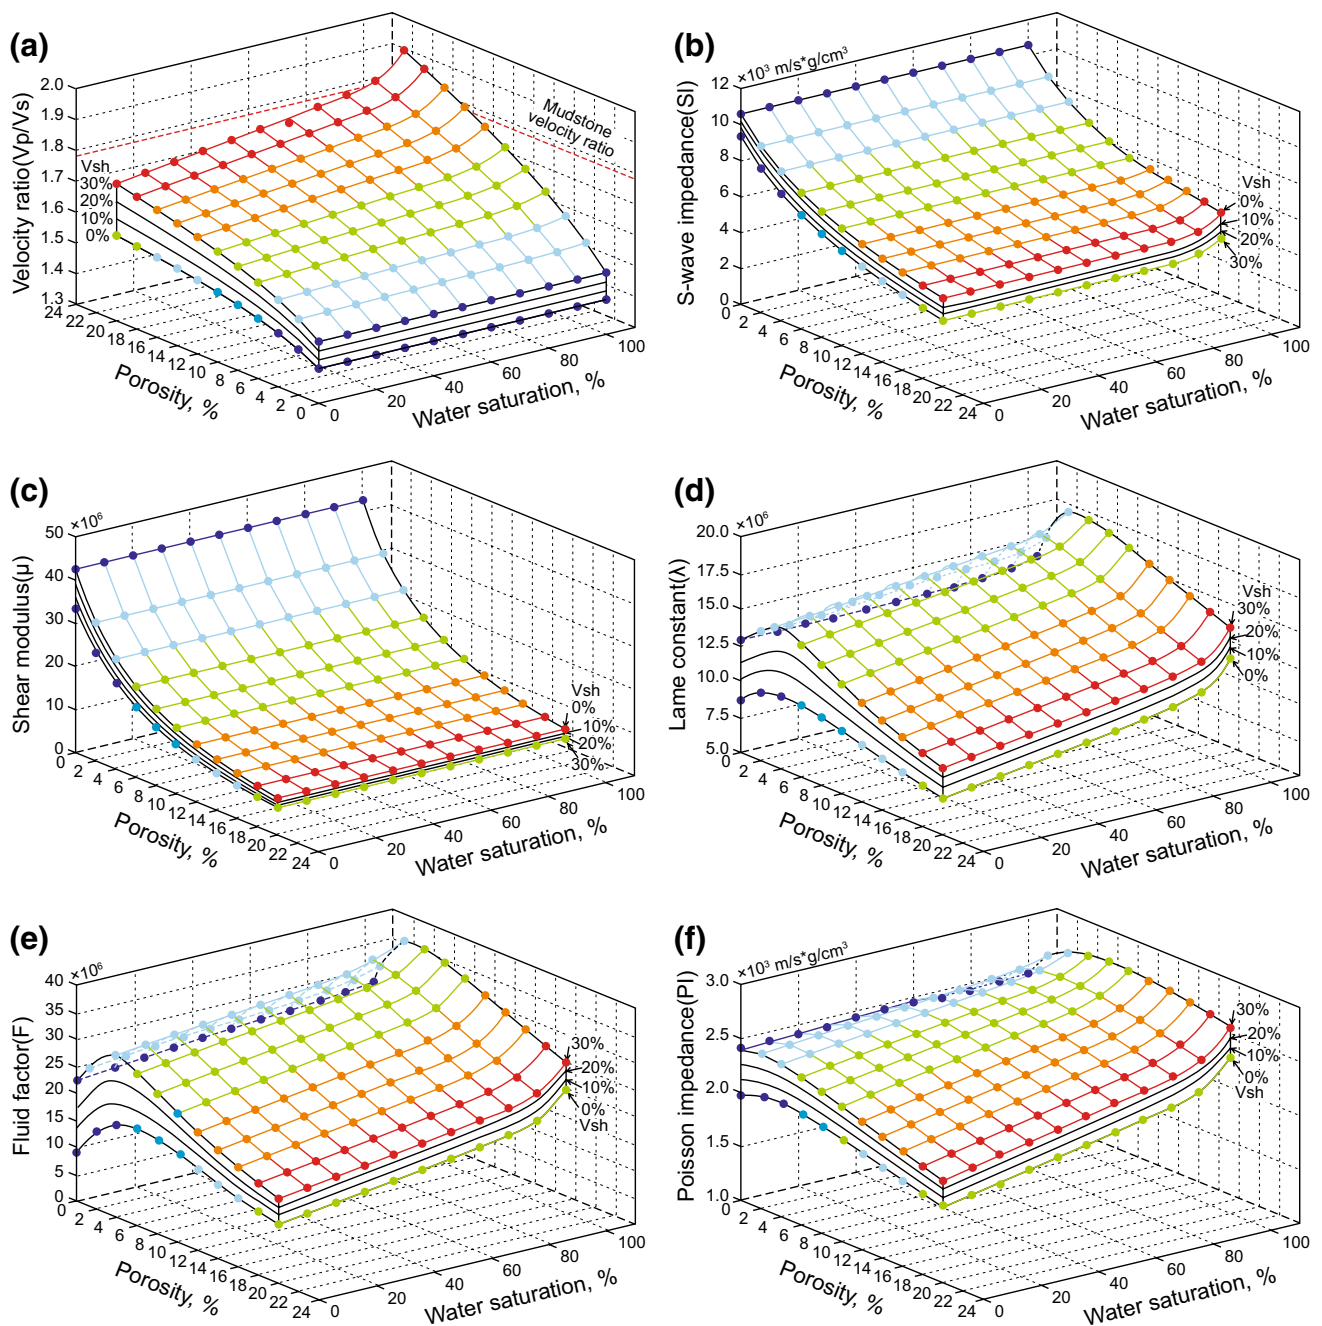 (a)
Velocity ratio(Vp/Vs)
2.0
1.9
1.8
1.7
1.6
1.5
1.4
1.3
Vsh
30%
20%
10%
0%
Mudstone
velocity ratio
22 20 18 16 14 12 10 8 6 4 2 0
24
Porosity, %
0 20 40 60 80 100
Water saturation, %
(b)
×10³ m/s*g/cm³
S-wave impedance(SI)
12
10
8
6
4
2
0
Vsh
0%
10%
20%
30%
0 2 4 6 8 10 12 14 16 18 20 22 24
Porosity, %
0 20 40 60 80 100
Water saturation, %
(c)
×10⁶
Shear modulus(μ)
50
40
30
20
10
0
Vsh
0%
10%
20%
30%
0 2 4 6 8 10 12 14 16 18 20 22 24
Porosity, %
0 20 40 60 80 100
Water saturation, %
(d)
×10⁶
Lame constant(λ)
20.0
17.5
15.0
12.5
10.0
7.5
5.0
Vsh
30%
20%
10%
0%
0 2 4 6 8 10 12 14 16 18 20 22 24
Porosity, %
0 20 40 60 80 100
Water saturation, %
(e)
×10⁶
Fluid factor(F)
40
35
30
25
20
15
10
5
0
30%
20%
10%
0%
Vsh
0 2 4 6 8 10 12 14 16 18 20 22 24
Porosity, %
0 20 40 60 80 100
Water saturation, %
(f)
×10³ m/s*g/cm³
Poisson impedance(PI)
3.0
2.5
2.0
1.5
1.0
30%
20%
10%
0%
Vsh
0 2 4 6 8 10 12 14 16 18 20 22 24
Porosity, %
0 20 40 60 80 100
Water saturation, %